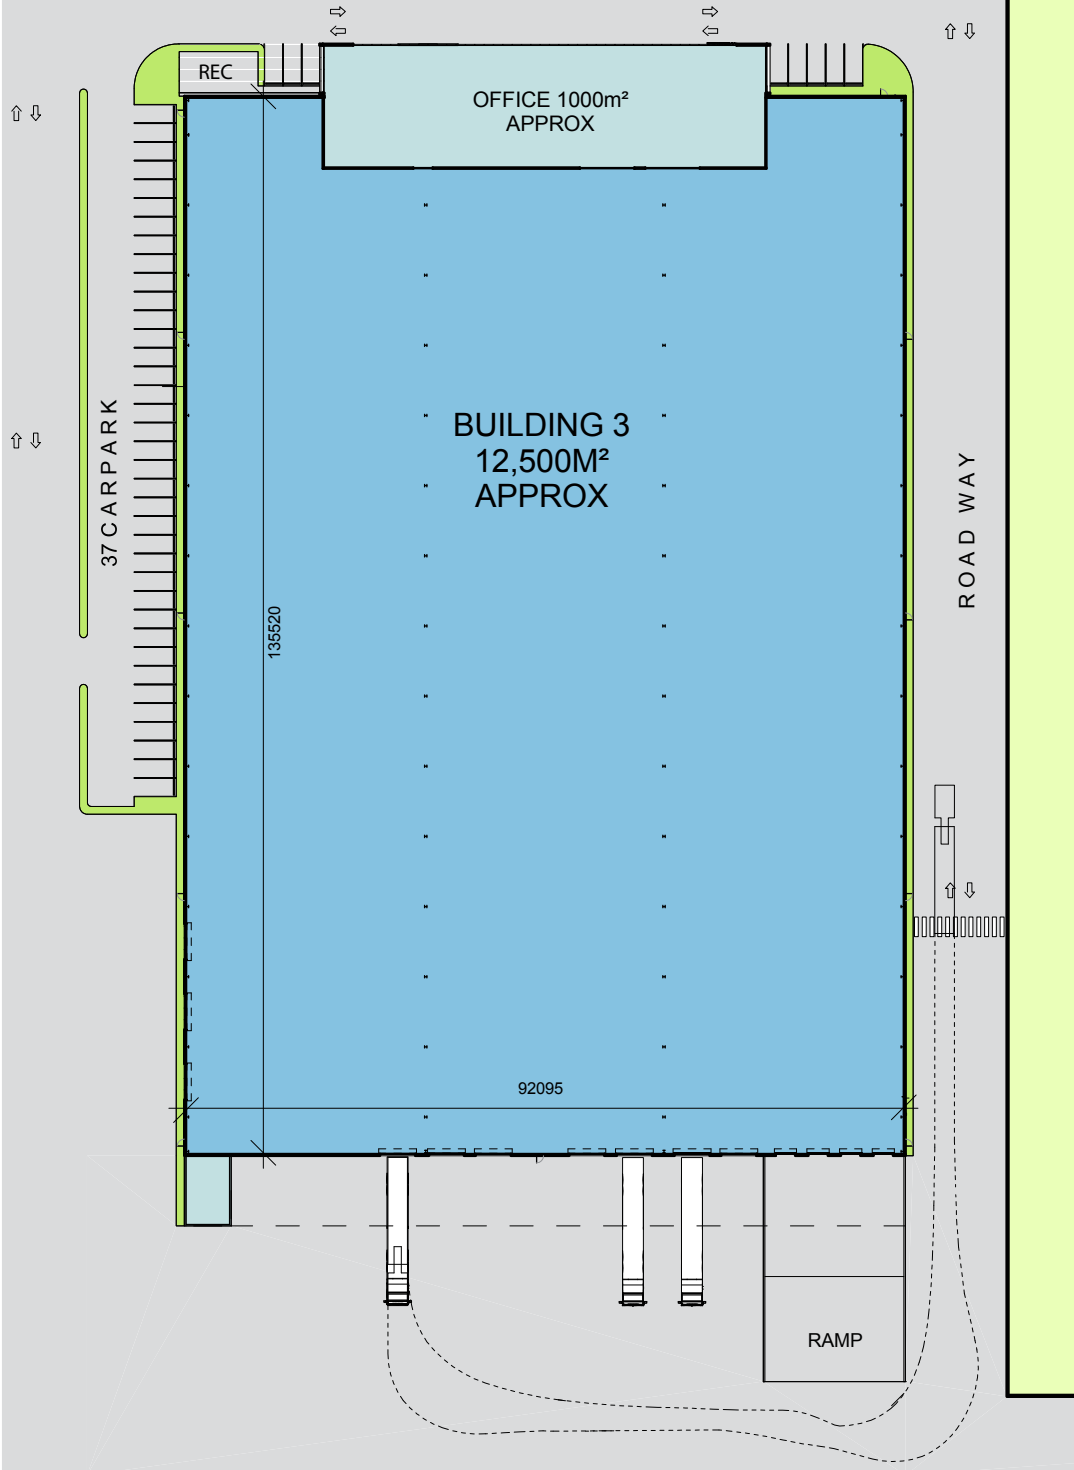 REC
OFFICE 1000m²
APPROX
BUILDING 3
12,500M²
APPROX
37 CARPARK
ROAD WAY
135520
92095
RAMP